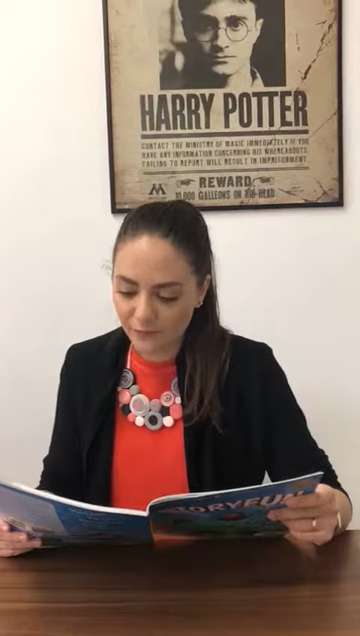 HARRY POTTER
CONTACT THE MINISTRY OF MAGIC IMMEDIATELY IF YOU
HAVE ANY INFORMATION CONCERNING HIS WHEREABOUTS.
FAILING TO REPORT WILL RESULT IN IMPRISONMENT.
REWARD
10,000 GALLEONS ON HIS HEAD
STORYFUN